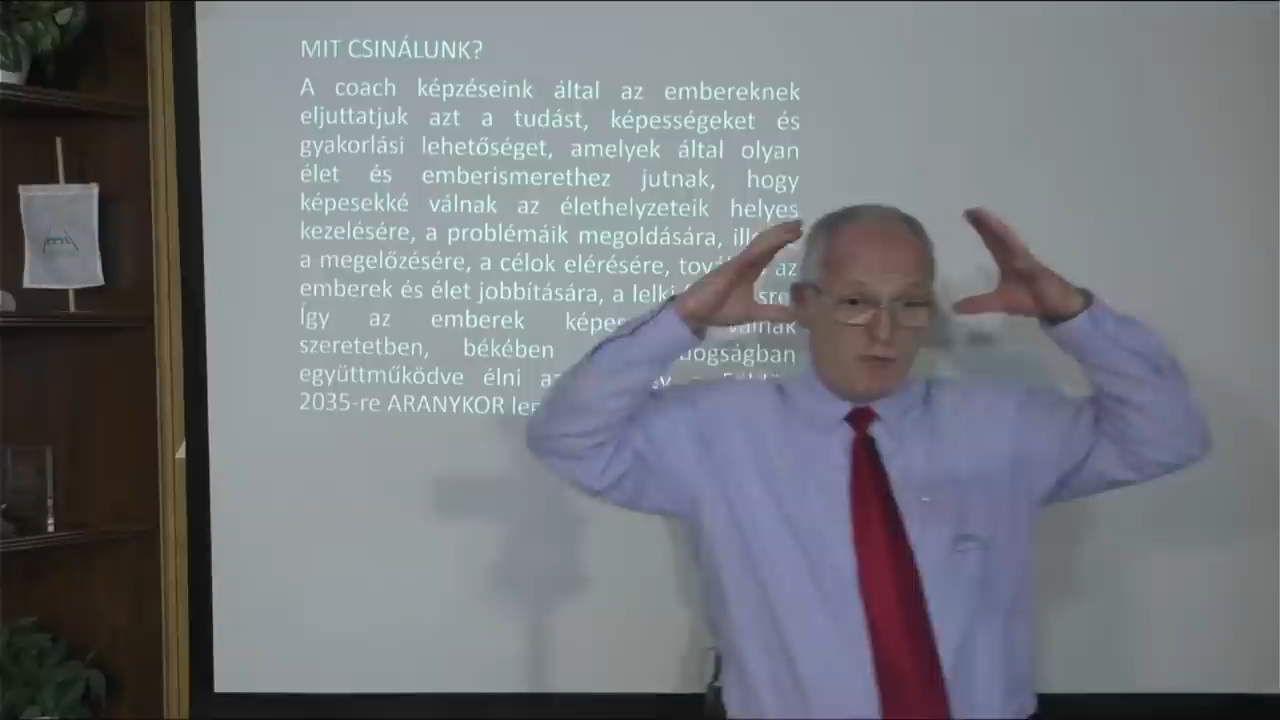 MIT CSINÁLUNK?
A coach képzéseink által az embereknek
eljuttatjuk azt a tudást, képességeket és
gyakorlási lehetőséget, amelyek által olyan
élet és emberismerethez jutnak, hogy
képesekké válnak az élethelyzeteik helyes
kezelésére, a problémáik megoldására,
a megelőzésére, a célok elérésére, az
emberek és élet jobbítására, a
Így az emberek válnak
szeretetben, békében
együttműködve élni
2035-re ARANYKOR